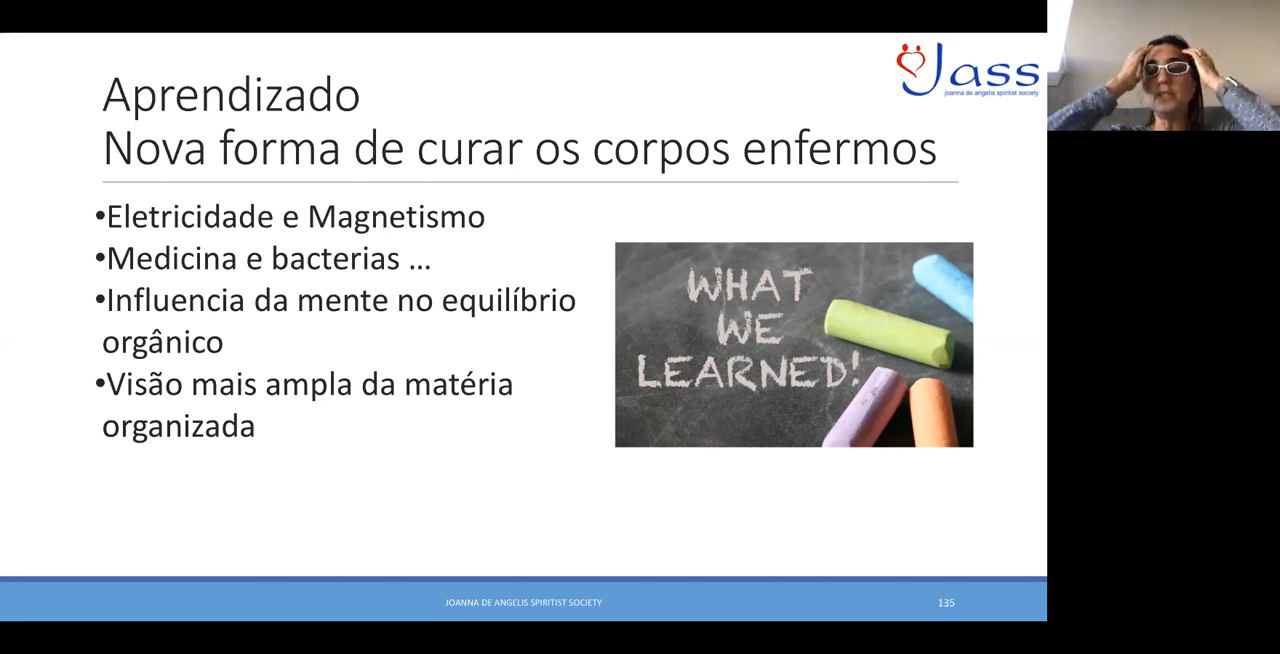 Aprendizado
Nova forma de curar os corpos enfermos
Jass
joanna de angelis spiritist society
•Eletricidade e Magnetismo
•Medicina e bacterias ...
•Influencia da mente no equilíbrio
orgânico
•Visão mais ampla da matéria
organizada
WHAT
WE
LEARNED!
JOANNA DE ANGELIS SPIRITIST SOCIETY
135